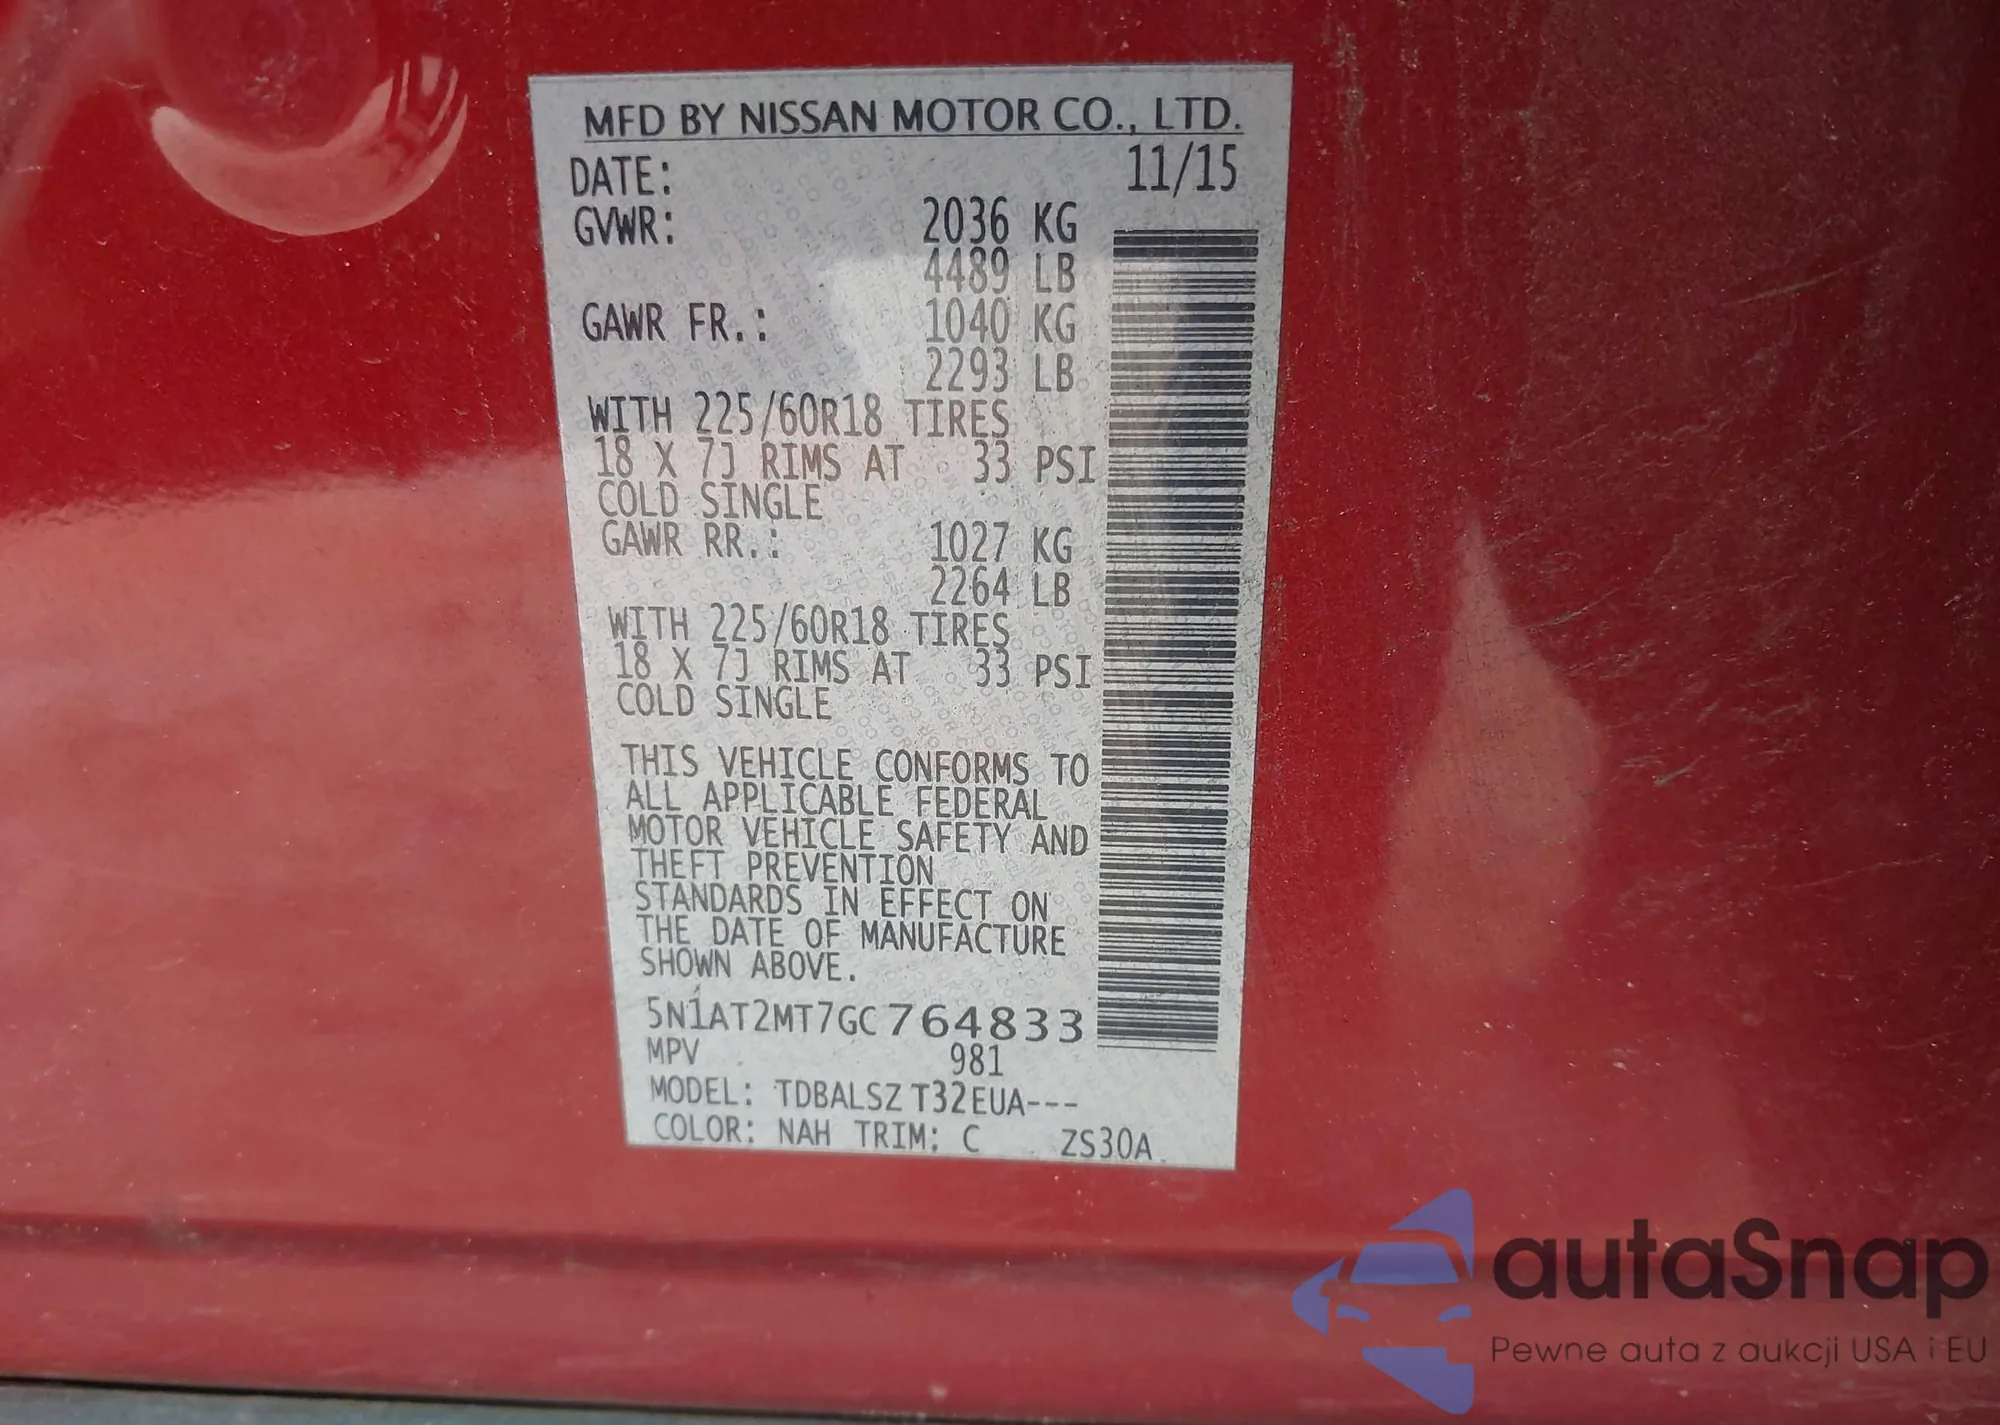 MFD BY NISSAN MOTOR CO., LTD.
DATE: 11/15
GVWR: 2036 KG
4489 LB
GAWR FR.: 1040 KG
2293 LB
WITH 225/60R18 TIRES
18 X 7J RIMS AT 33 PSI
COLD SINGLE
GAWR RR.: 1027 KG
2264 LB
WITH 225/60R18 TIRES
18 X 7J RIMS AT 33 PSI
COLD SINGLE
THIS VEHICLE CONFORMS TO
ALL APPLICABLE FEDERAL
MOTOR VEHICLE SAFETY AND
THEFT PREVENTION
STANDARDS IN EFFECT ON
THE DATE OF MANUFACTURE
SHOWN ABOVE.
5N1AT2MT7GC764833
MPV 981
MODEL: TDBALSZ T32EUA---
COLOR: NAH TRIM: C ZS30A
autaSnap
Pewne auta z aukcji USA i EU